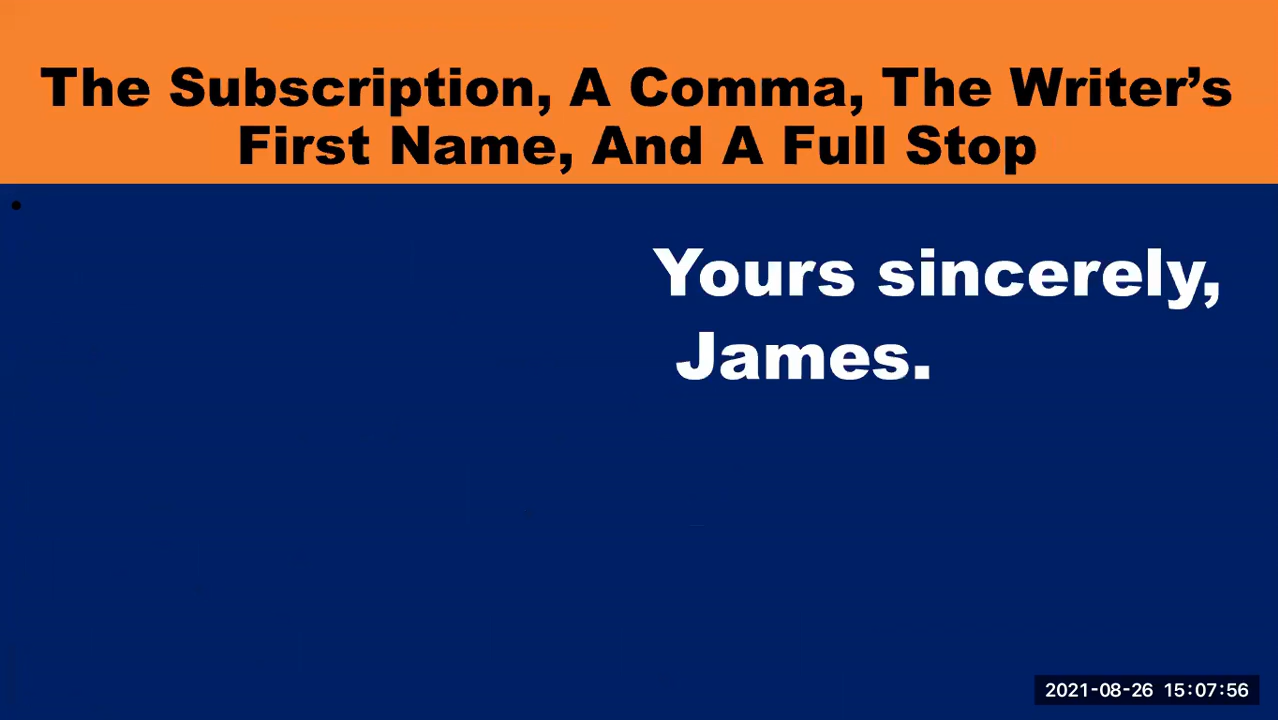 The Subscription, A Comma, The Writer’s
First Name, And A Full Stop
•
Yours sincerely,
James.
2021-08-26 15:07:56